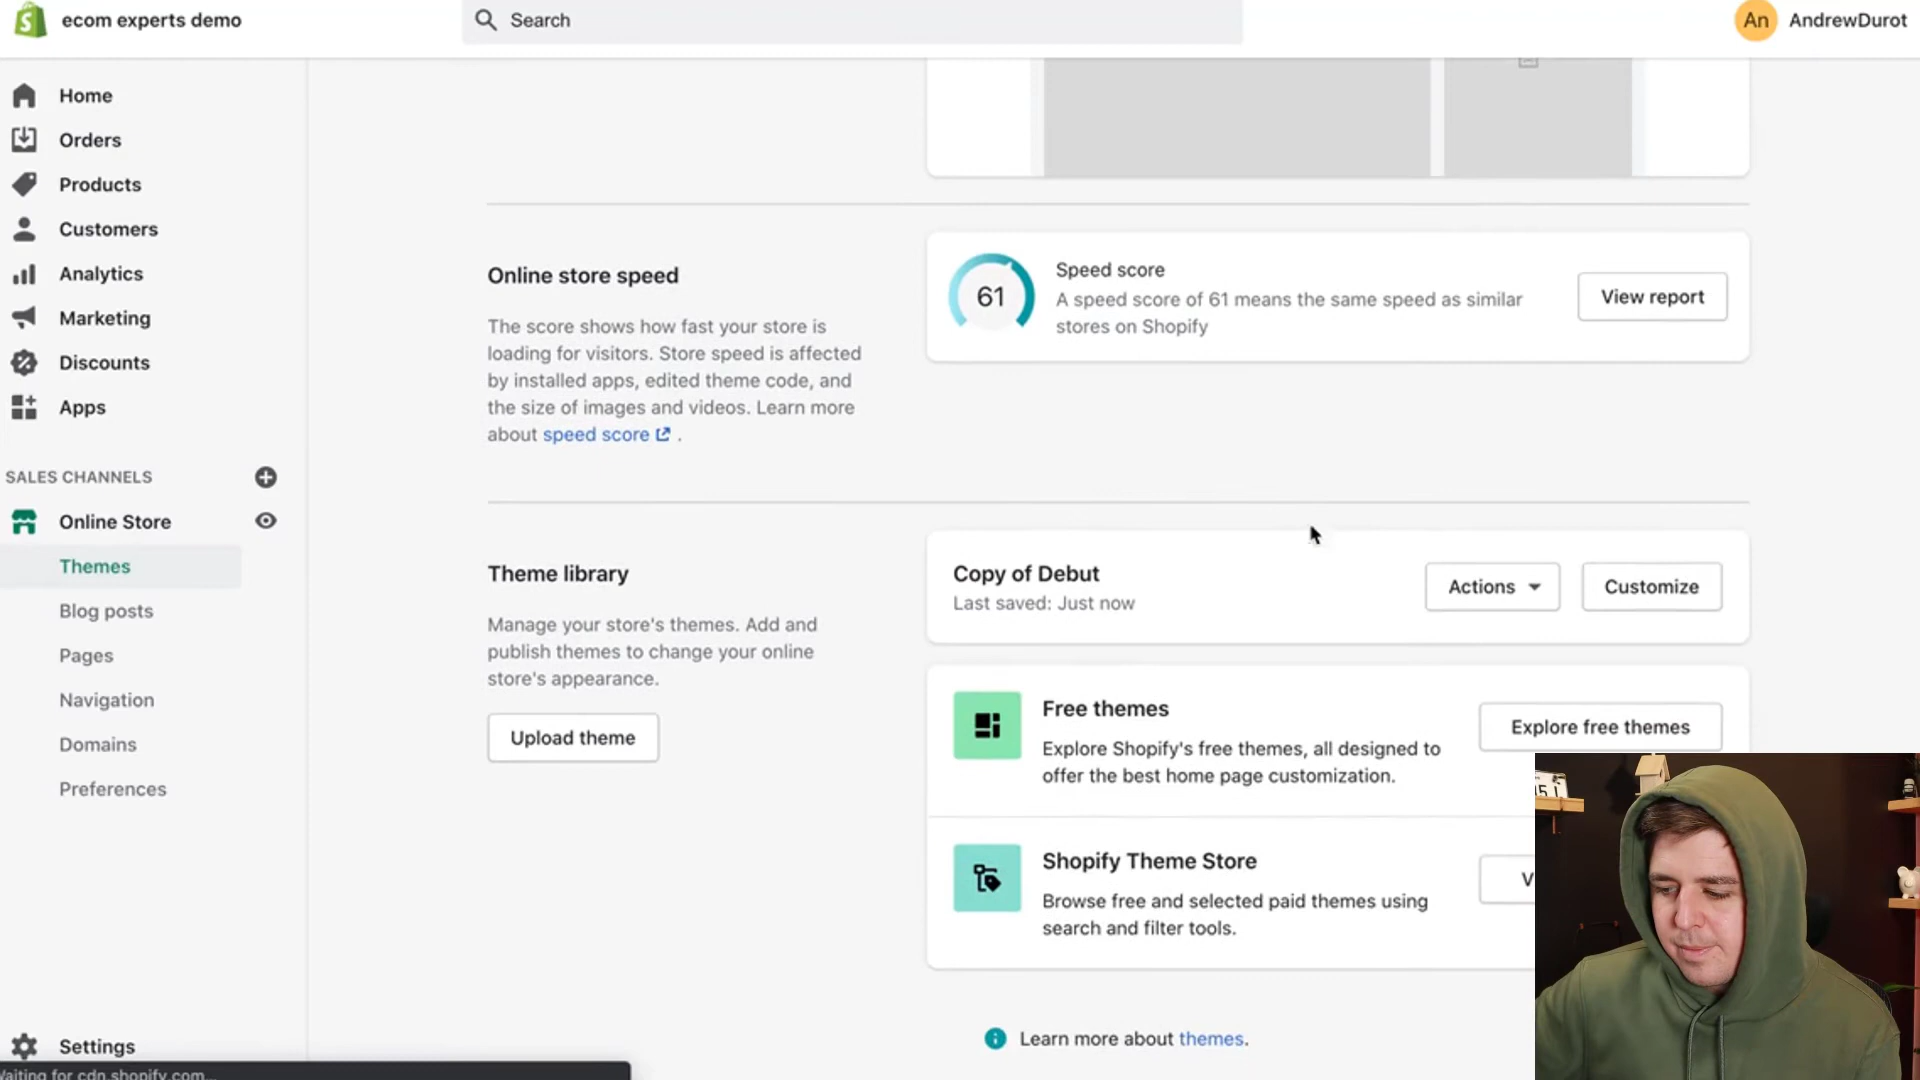 ecom experts demo
Search
An
AndrewDurot
Home
Orders
Products
Customers
Analytics
Marketing
Discounts
Apps
SALES CHANNELS
Online Store
Themes
Blog posts
Pages
Navigation
Domains
Preferences
Settings
Online store speed
The score shows how fast your store is
loading for visitors. Store speed is affected
by installed apps, edited theme code, and
the size of images and videos. Learn more
about speed score .
61
Speed score
A speed score of 61 means the same speed as similar
stores on Shopify
View report
Theme library
Manage your store's themes. Add and
publish themes to change your online
store's appearance.
Upload theme
Copy of Debut
Last saved: Just now
Actions
Customize
Free themes
Explore Shopify's free themes, all designed to
offer the best home page customization.
Explore free themes
Shopify Theme Store
Browse free and selected paid themes using
search and filter tools.
V
Learn more about themes.
for cdn.shopify.com...